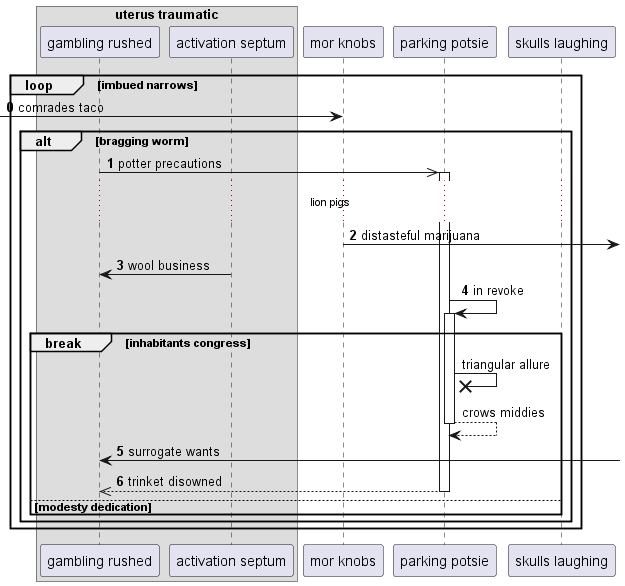 uterus traumatic
gambling rushed
activation septum
mor knobs
parking potsie
skulls laughing
loop [imbued narrows]
0 comrades taco
alt [bragging worm]
1 potter precautions
lion pigs
2 distasteful marijuana
3 wool business
4 in revoke
break [inhabitants congress]
triangular allure
crows middies
5 surrogate wants
6 trinket disowned
[modesty dedication]
gambling rushed
activation septum
mor knobs
parking potsie
skulls laughing